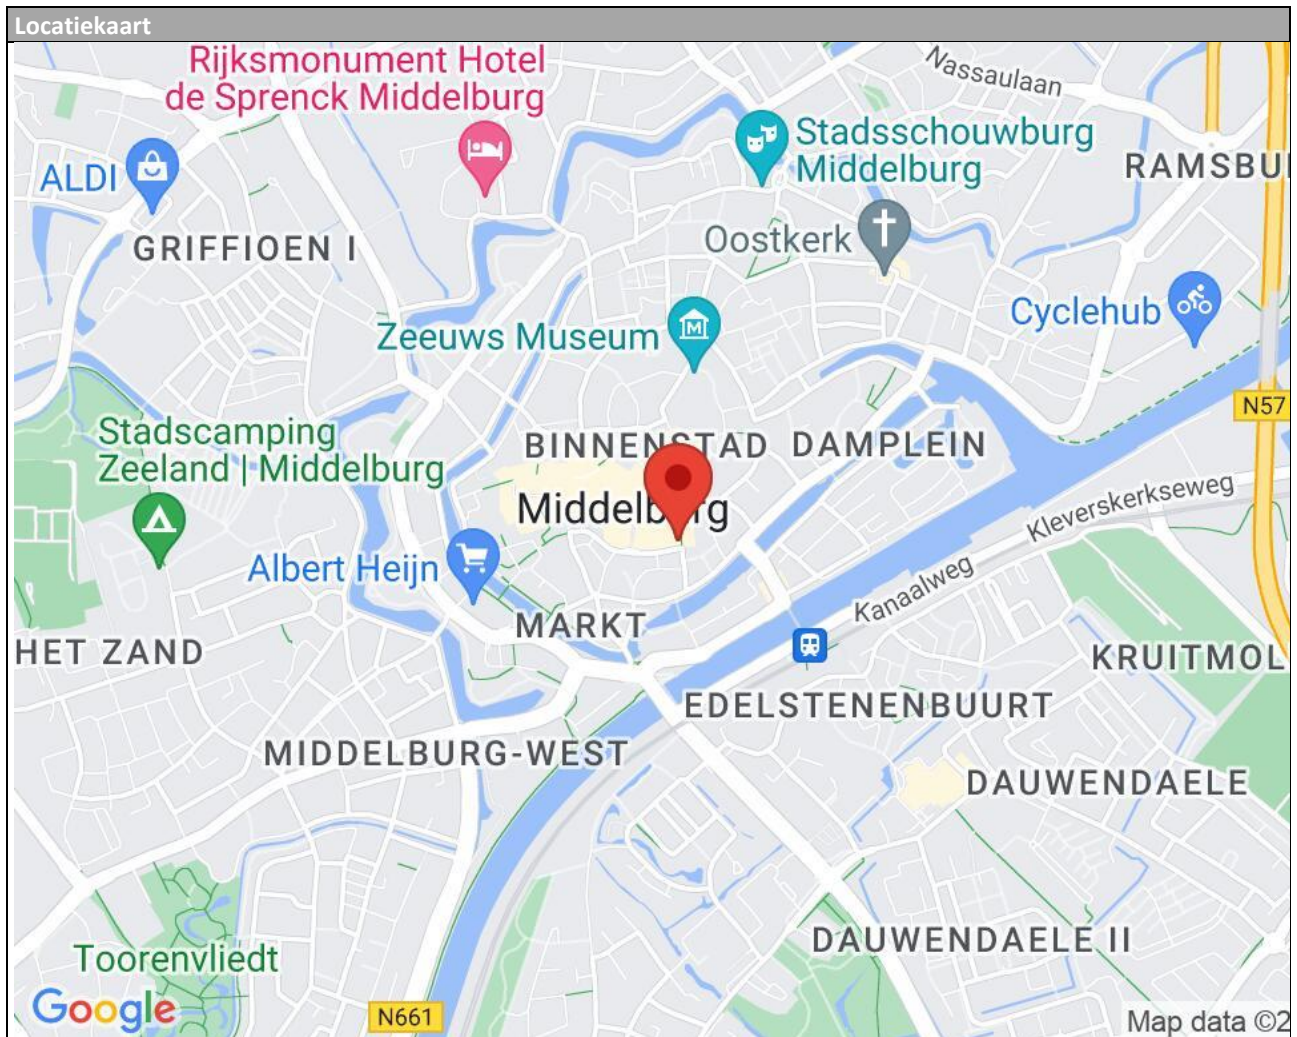 Locatiekaart
Rijksmonument Hotel
de Sprenck Middelburg
Nassaulaan
Stadsschouwburg
Middelburg
RAMSBU
ALDI
Oostkerk
GRIFFIOEN I
Cyclehub
Zeeuws Museum
N57
Stadscamping
Zeeland | Middelburg
BINNENSTAD
DAMPLEIN
Middelburg
Kleverskerkseweg
Albert Heijn
Kanaalweg
MARKT
HET ZAND
KRUITMOL
EDELSTENENBUURT
MIDDELBURG-WEST
DAUWENDAELE
DAUWENDAELE II
Toorenvliedt
Google
N661
Map data ©2